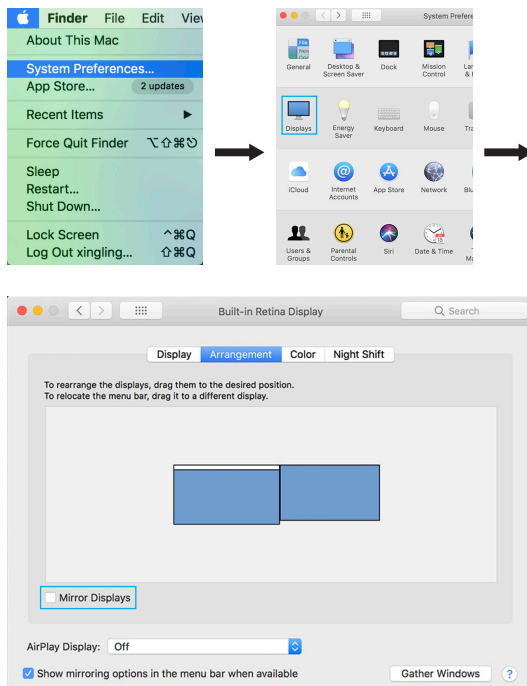 Finder File Edit
About This Mac
System Preferences...
App Store... 2 updates
Recent Items
Force Quit Finder ⌥⇧⌘⎋
Sleep
Restart...
Shut Down...
Lock Screen ^⌘Q
Log Out xingling... ⇧⌘Q
System Prefere
General Desktop & Screen Saver Dock Mission Control
Displays Energy Saver Keyboard Mouse
iCloud Internet Accounts App Store Network
Users & Groups Parental Controls Siri Date & Time
Built-in Retina Display Search
Display Arrangement Color Night Shift
To rearrange the displays, drag them to the desired position.
To relocate the menu bar, drag it to a different display.
Mirror Displays
AirPlay Display: Off
Show mirroring options in the menu bar when available Gather Windows ?